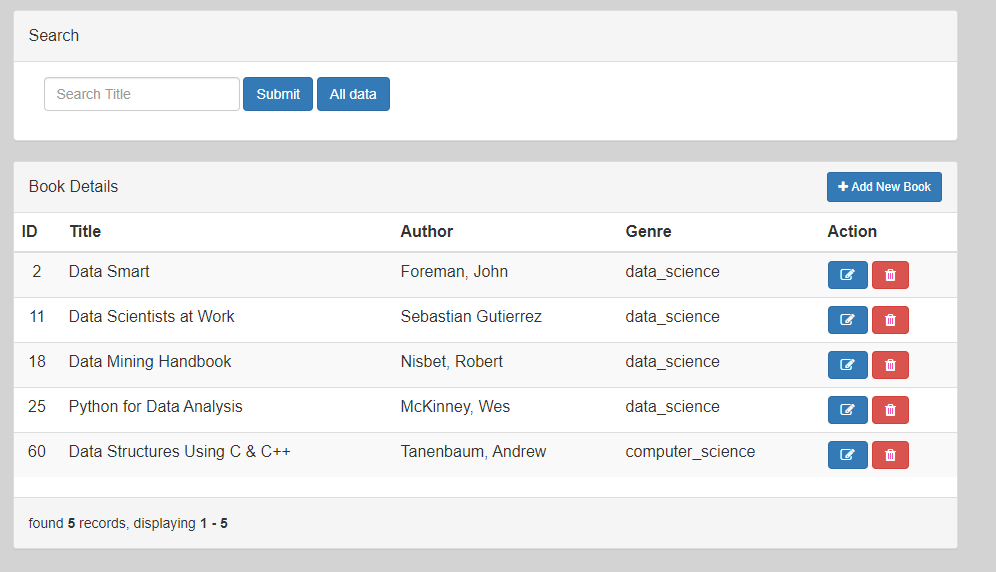 Search
Search Title Submit All data
Book Details Add New Book
ID Title Author Genre Action
2 Data Smart Foreman, John data_science
11 Data Scientists at Work Sebastian Gutierrez data_science
18 Data Mining Handbook Nisbet, Robert data_science
25 Python for Data Analysis McKinney, Wes data_science
60 Data Structures Using C & C++ Tanenbaum, Andrew computer_science
found 5 records, displaying 1 - 5